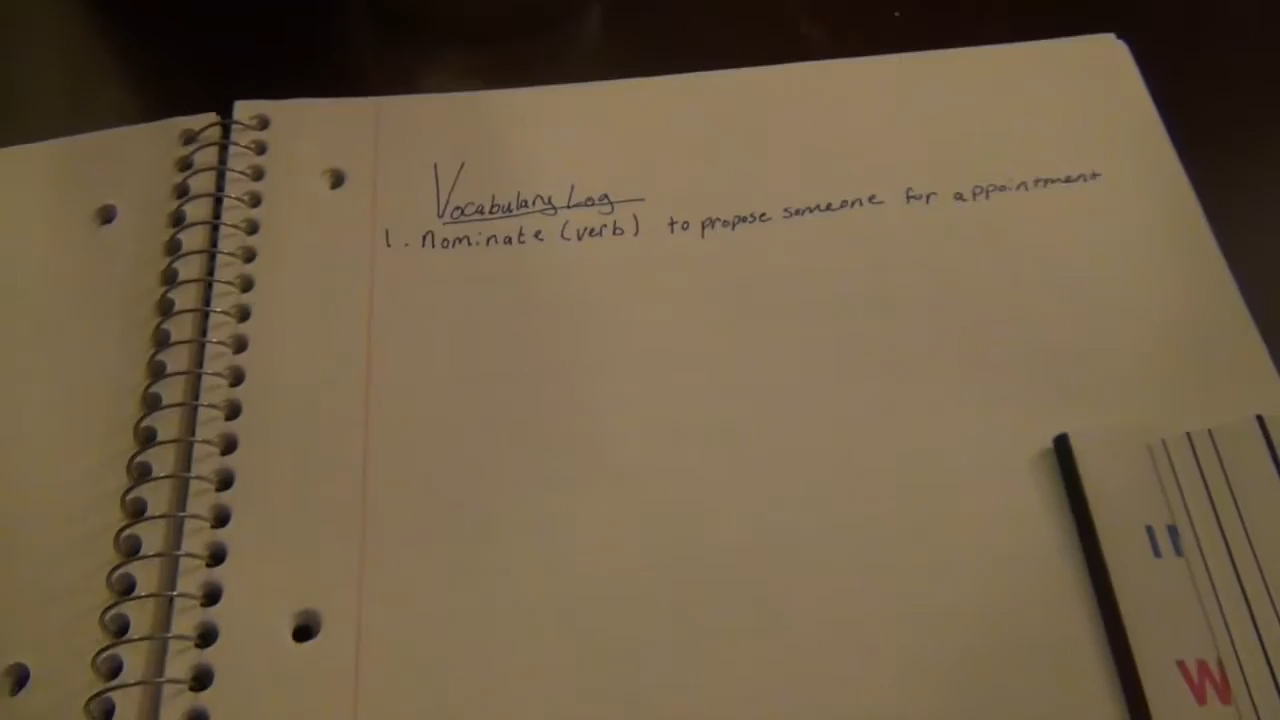 Vocabulary Log
1. Nominate (verb) to propose someone for appointment
W